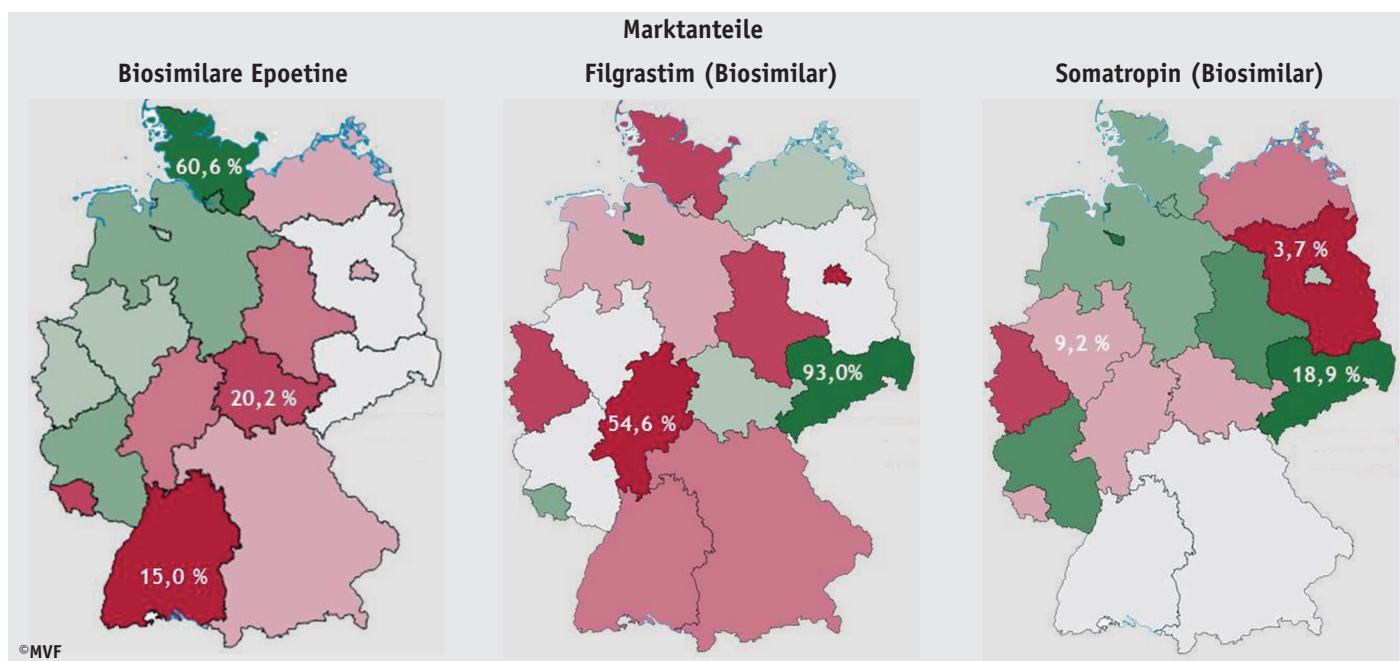 Marktanteile
Biosimilare Epoetine
Filgrastim (Biosimilar)
Somatropin (Biosimilar)
60,6 %
20,2 %
15,0 %
93,0%
54,6 %
3,7 %
9,2 %
18,9 %
©MVF